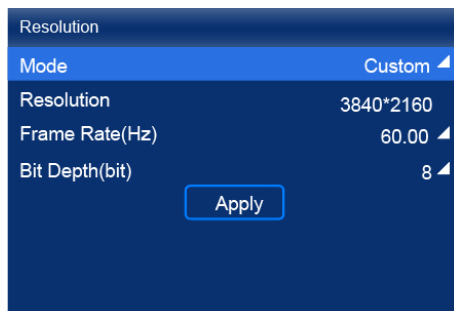 Resolution
Mode Custom
Resolution 3840*2160
Frame Rate(Hz) 60.00
Bit Depth(bit) 8
Apply